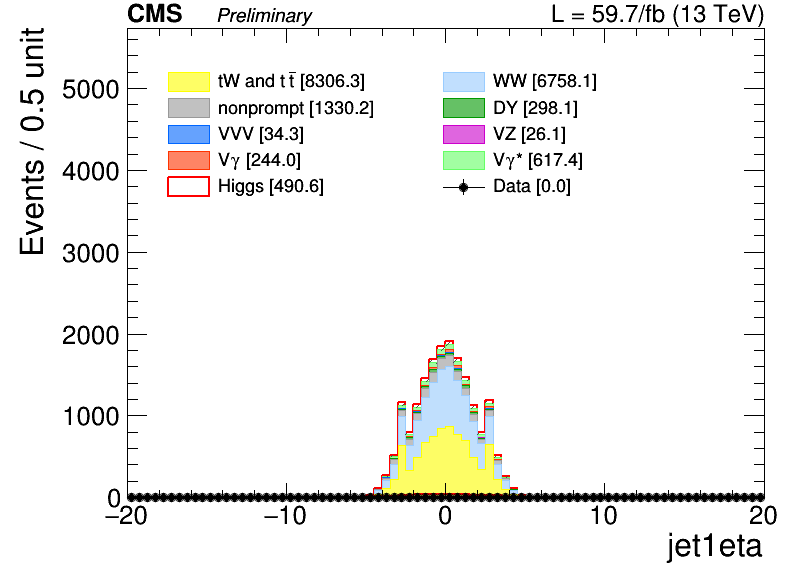 CMS Preliminary L = 59.7/fb (13 TeV)
Events / 0.5 unit
5000
4000
3000
2000
1000
0
tW and t t̅ [8306.3] WW [6758.1]
nonprompt [1330.2] DY [298.1]
VVV [34.3] VZ [26.1]
Vγ [244.0] Vγ* [617.4]
Higgs [490.6] Data [0.0]
−20 −10 0 10 20
jet1eta